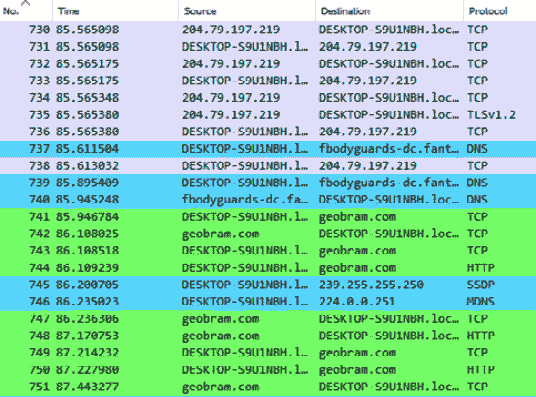 No. Time Source Destination Protocol
730 85.565098 204.79.197.219 DESKTOP-S9U1NBH.loc… TCP
731 85.565098 DESKTOP-S9U1NBH.l… 204.79.197.219 TCP
732 85.565175 204.79.197.219 DESKTOP-S9U1NBH.loc… TCP
733 85.565175 DESKTOP-S9U1NBH.l… 204.79.197.219 TCP
734 85.565348 204.79.197.219 DESKTOP-S9U1NBH.loc… TCP
735 85.565380 204.79.197.219 DESKTOP-S9U1NBH.loc… TLSv1.2
736 85.565380 DESKTOP-S9U1NBH.l… 204.79.197.219 TCP
737 85.611504 DESKTOP-S9U1NBH.l… fbodyguards-dc.fant… DNS
738 85.613032 DESKTOP-S9U1NBH.l… 204.79.197.219 TCP
739 85.895409 DESKTOP-S9U1NBH.l… fbodyguards-dc.fant… DNS
740 85.945248 fbodyguards-dc.fa… DESKTOP-S9U1NBH.loc… DNS
741 85.946784 DESKTOP-S9U1NBH.l… geobram.com TCP
742 86.108025 geobram.com DESKTOP-S9U1NBH.loc… TCP
743 86.108518 DESKTOP-S9U1NBH.l… geobram.com TCP
744 86.109239 DESKTOP-S9U1NBH.l… geobram.com HTTP
745 86.200705 DESKTOP-S9U1NBH.l… 239.255.255.250 SSDP
746 86.235023 DESKTOP-S9U1NBH.l… 224.0.0.251 MDNS
747 86.236306 geobram.com DESKTOP-S9U1NBH.loc… TCP
748 87.170753 geobram.com DESKTOP-S9U1NBH.loc… HTTP
749 87.214232 DESKTOP-S9U1NBH.l… geobram.com TCP
750 87.227980 DESKTOP-S9U1NBH.l… geobram.com HTTP
751 87.443277 geobram.com DESKTOP-S9U1NBH.loc… TCP